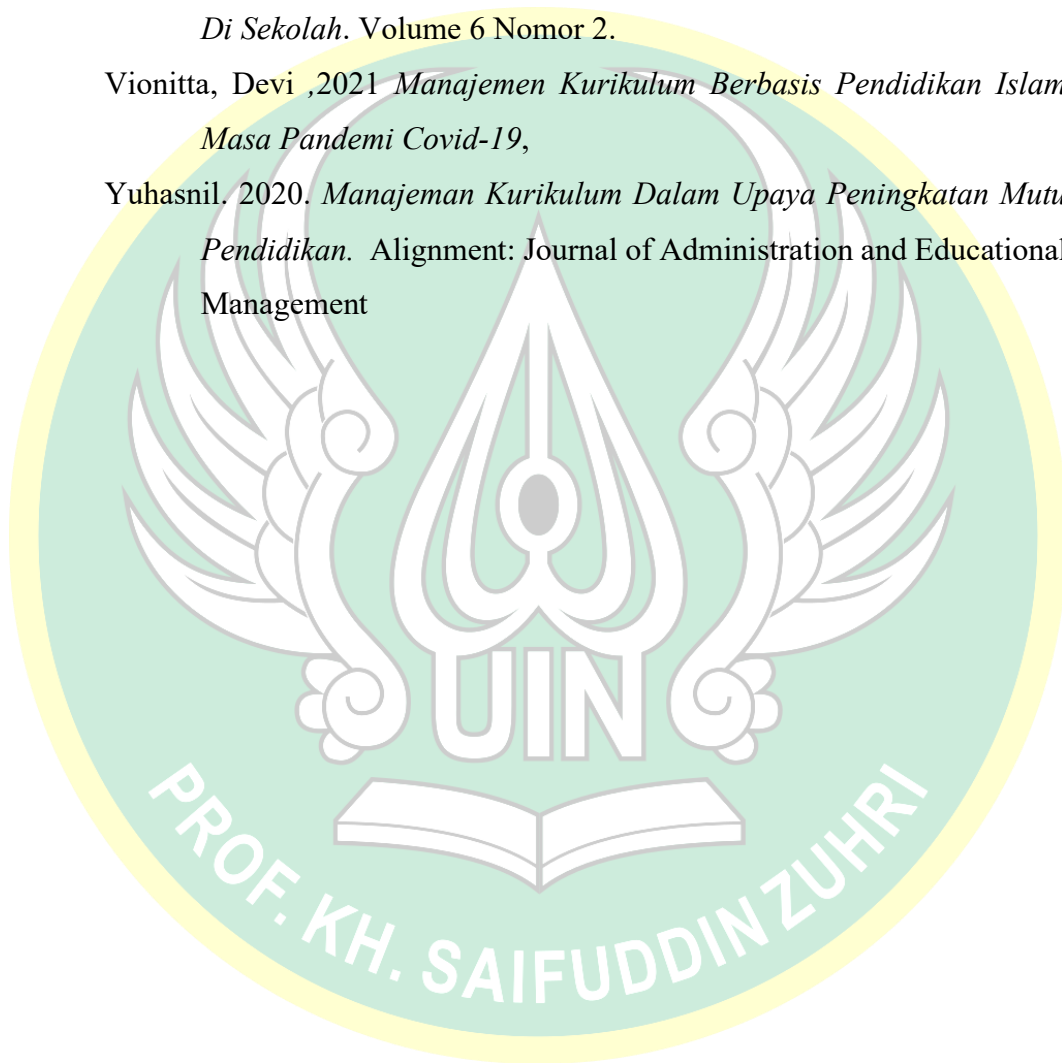 Di Sekolah. Volume 6 Nomor 2.
Vionitta, Devi ,2021 Manajemen Kurikulum Berbasis Pendidikan Islam
Masa Pandemi Covid-19,
Yuhasnil. 2020. Manajeman Kurikulum Dalam Upaya Peningkatan Mutu
Pendidikan. Alignment: Journal of Administration and Educational
Management
UIN
PROF. KH. SAIFUDDIN ZUHRI